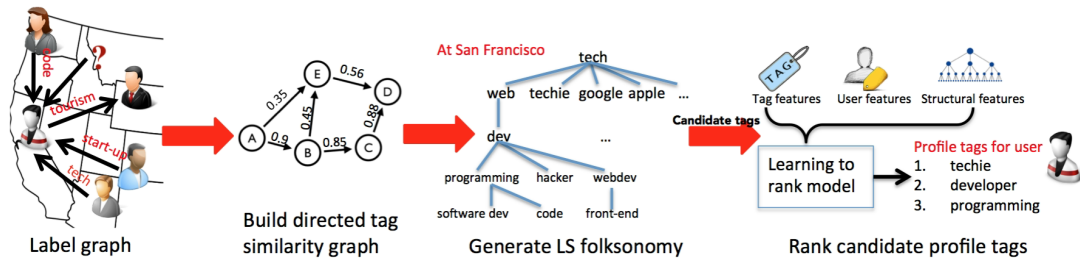 code
?
tourism
start-up
tech
Label graph
E
0.56
D
0.35
0.45
0.88
A
0.9
B
0.85
C
Build directed tag
similarity graph
At San Francisco
tech
web techie google apple ...
dev ...
programming hacker webdev
software dev code front-end
Generate LS folksonomy
Candidate tags
TAG
Tag features User features Structural features
Learning to
rank model
Profile tags for user
1. techie
2. developer
3. programming
Rank candidate profile tags